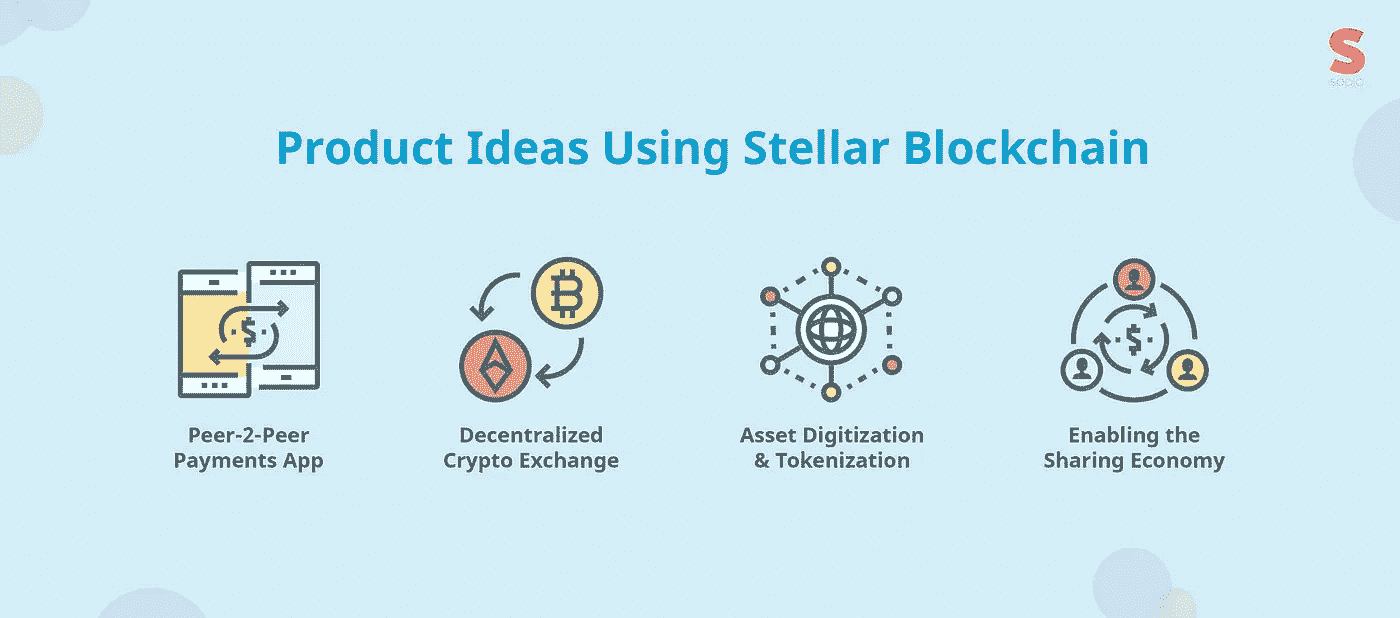 S
Product Ideas Using Stellar Blockchain
Peer-2-Peer
Payments App
Decentralized
Crypto Exchange
Asset Digitization
& Tokenization
Enabling the
Sharing Economy